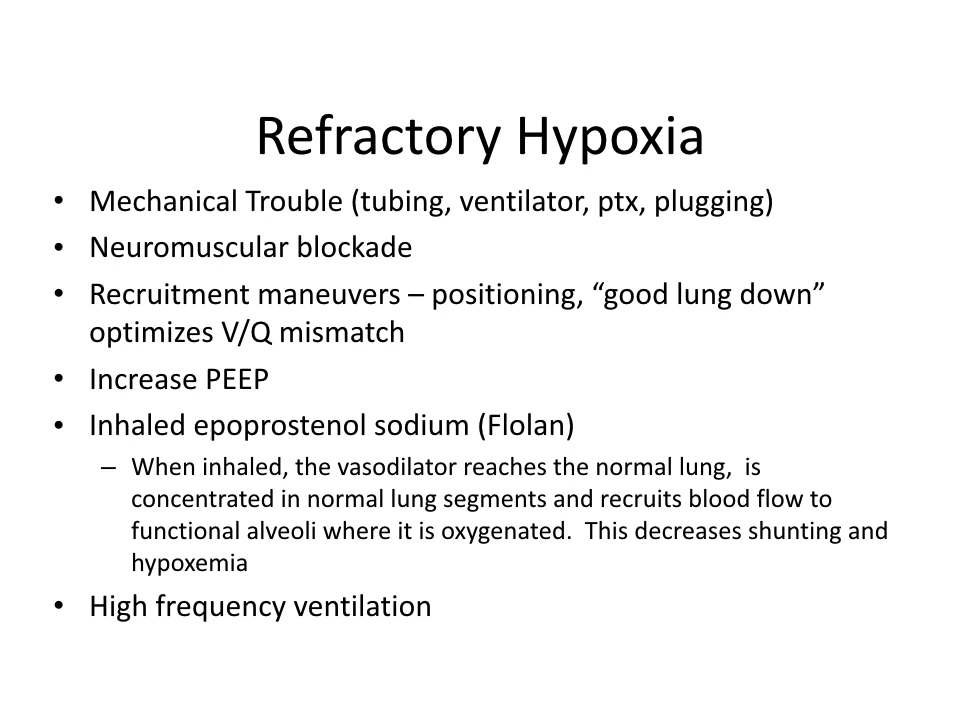 Refractory Hypoxia
• Mechanical Trouble (tubing, ventilator, ptx, plugging)
• Neuromuscular blockade
• Recruitment maneuvers – positioning, “good lung down”
optimizes V/Q mismatch
• Increase PEEP
• Inhaled epoprostenol sodium (Flolan)
– When inhaled, the vasodilator reaches the normal lung,  is
concentrated in normal lung segments and recruits blood flow to
functional alveoli where it is oxygenated.  This decreases shunting and
hypoxemia
• High frequency ventilation